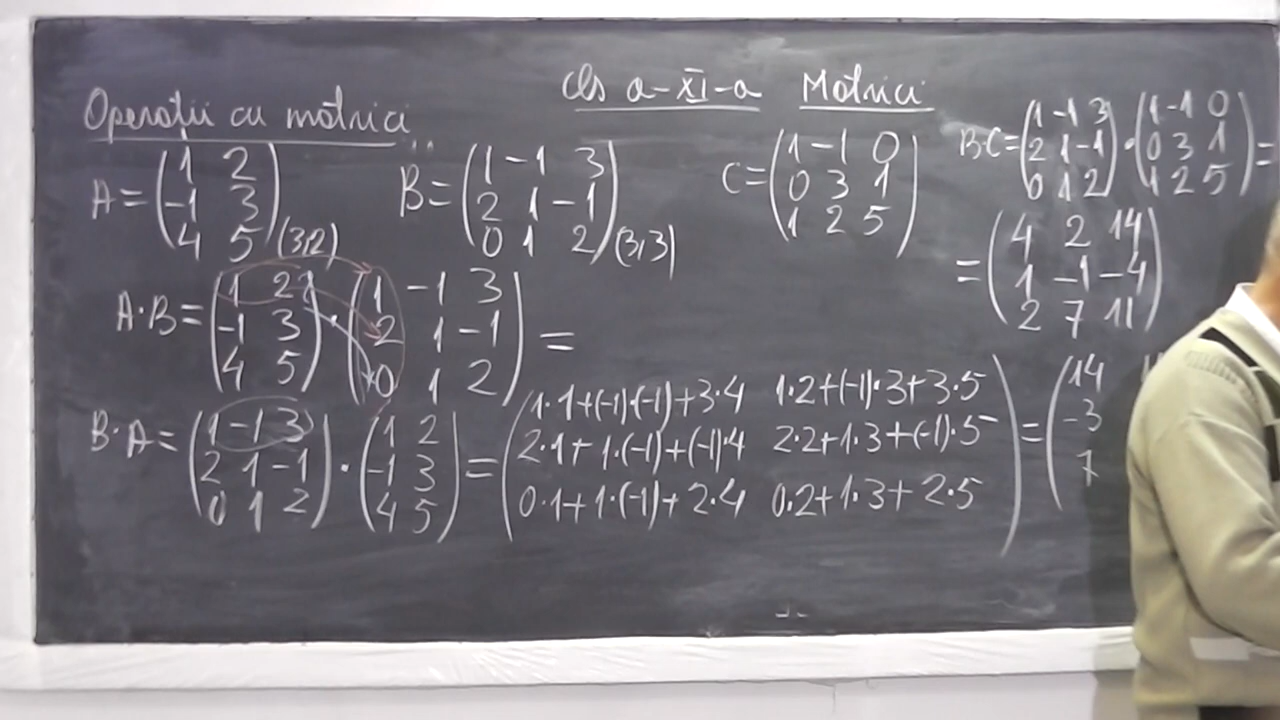 cls a-XI-a Matrici
Operații cu matrici
A= (1 2
-1 3
4 5) (3,2)
B= (1 -1 3
2 1 -1
0 1 2) (3,3)
C= (1 -1 0
0 3 1
1 2 5)
B·C= (1 -1 3
2 1 -1
0 1 2) · (1 -1 0
0 3 1
1 2 5) =
= (4 2 14
1 -1 -4
2 7 11)
A·B= (1 2
-1 3
4 5) · (1 -1 3
2 1 -1
0 1 2) =
B·A= (1 -1 3
2 1 -1
0 1 2) · (1 2
-1 3
4 5) = (1·1+(-1)·(-1)+3·4 1·2+(-1)·3+3·5
2·1+1·(-1)+(-1)·4 2·2+1·3+(-1)·5
0·1+1·(-1)+2·4 0·2+1·3+2·5) = (14
-3
7